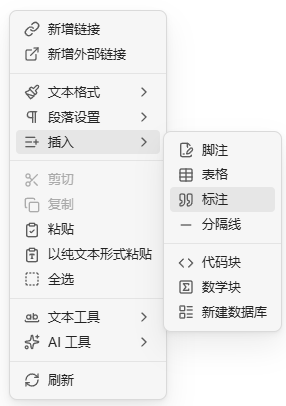 新增链接
新增外部链接
文本格式
段落设置
插入
剪切
复制
粘贴
以纯文本形式粘贴
全选
文本工具
AI 工具
刷新
脚注
表格
标注
分隔线
代码块
数学块
新建数据库